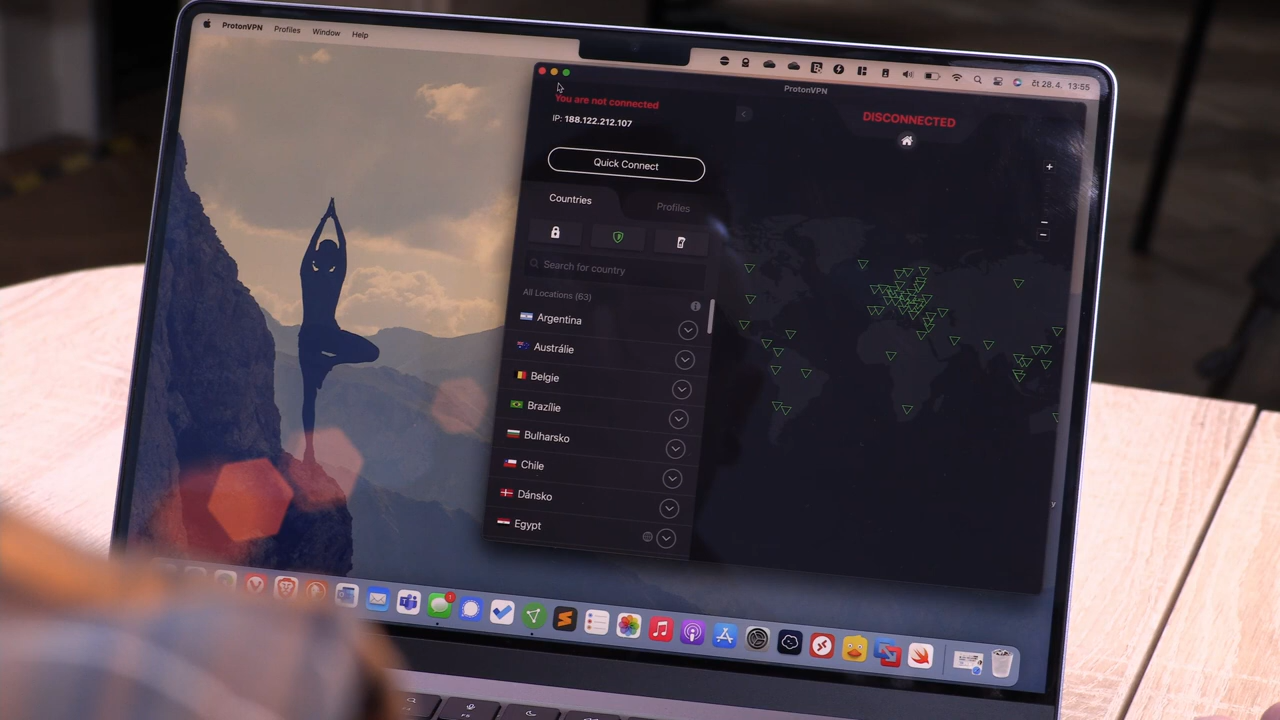 ProtonVPN Profiles Window Help
čt 28. 4. 13:55
ProtonVPN
You are not connected
IP: 188.122.212.107
DISCONNECTED
Quick Connect
Countries Profiles
Search for country
All Locations (63)
Argentina
Austrálie
Belgie
Brazílie
Bulharsko
Chile
Dánsko
Egypt